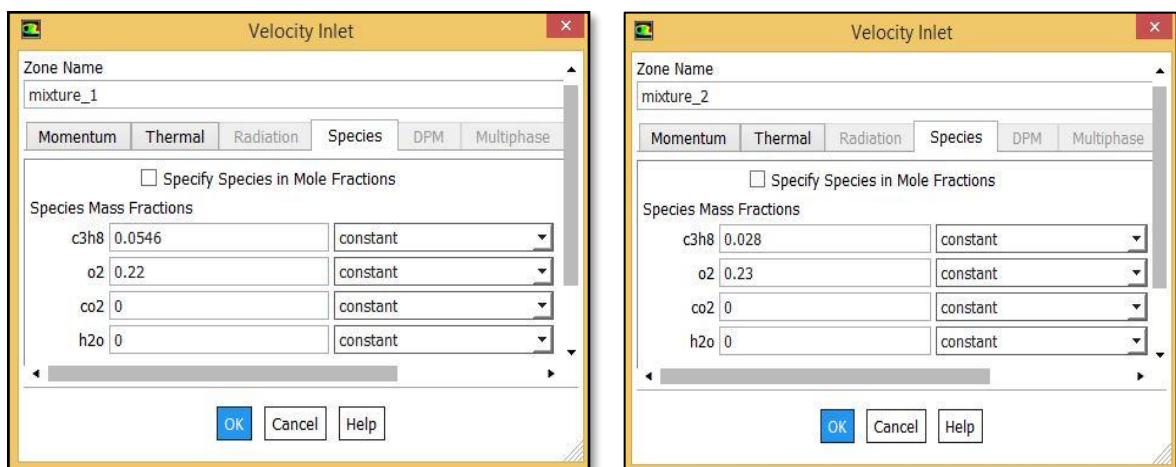 Velocity Inlet
Zone Name
mixture_1
Momentum Thermal Radiation Species DPM Multiphase
Specify Species in Mole Fractions
Species Mass Fractions
c3h8 0.0546 constant
o2 0.22 constant
co2 0 constant
h2o 0 constant
OK Cancel Help
Velocity Inlet
Zone Name
mixture_2
Momentum Thermal Radiation Species DPM Multiphase
Specify Species in Mole Fractions
Species Mass Fractions
c3h8 0.028 constant
o2 0.23 constant
co2 0 constant
h2o 0 constant
OK Cancel Help